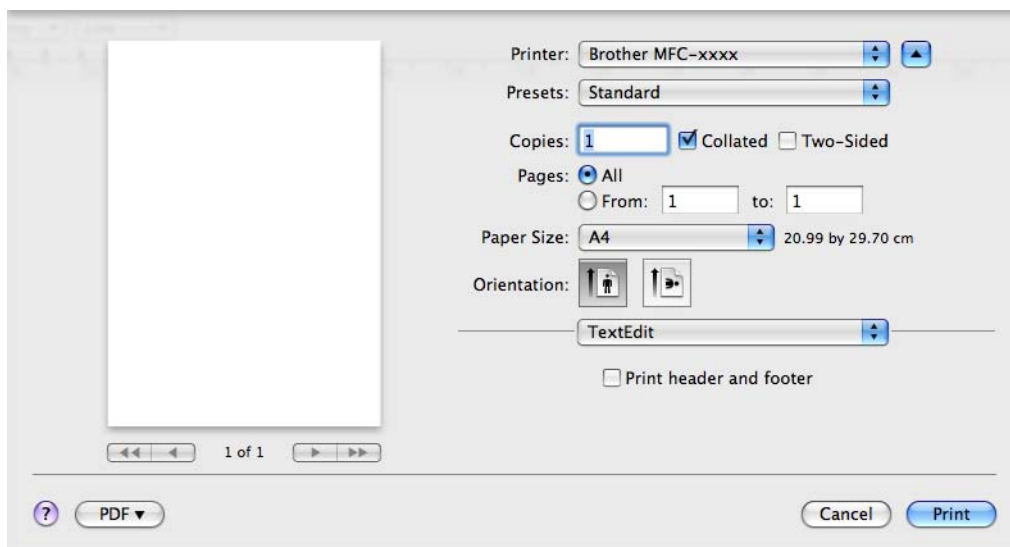 Printer: Brother MFC-xxxx
Presets: Standard
Copies: 1 Collated Two-Sided
Pages: All
From: 1 to: 1
Paper Size: A4 20.99 by 29.70 cm
Orientation:
TextEdit
Print header and footer
1 of 1
? PDF Cancel Print